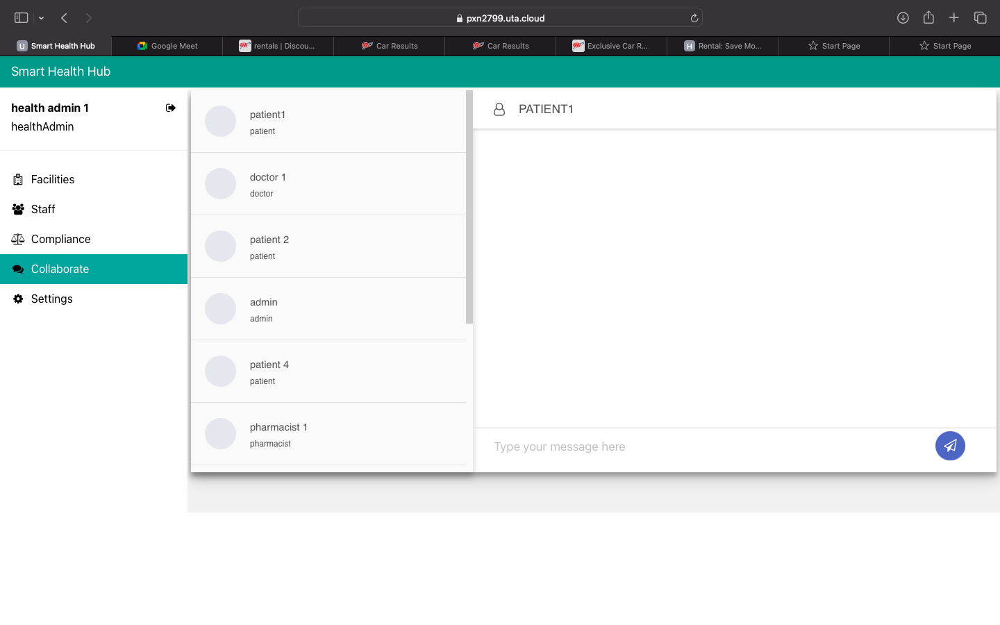 pxn2799.uta.cloud
U Smart Health Hub
Google Meet
rentals | Discou...
Car Results
Car Results
Exclusive Car R...
H Rental: Save Mo...
Start Page
Start Page
Smart Health Hub
health admin 1
healthAdmin
Facilities
Staff
Compliance
Collaborate
Settings
patient1
patient
doctor 1
doctor
patient 2
patient
admin
admin
patient 4
patient
pharmacist 1
pharmacist
PATIENT1
Type your message here